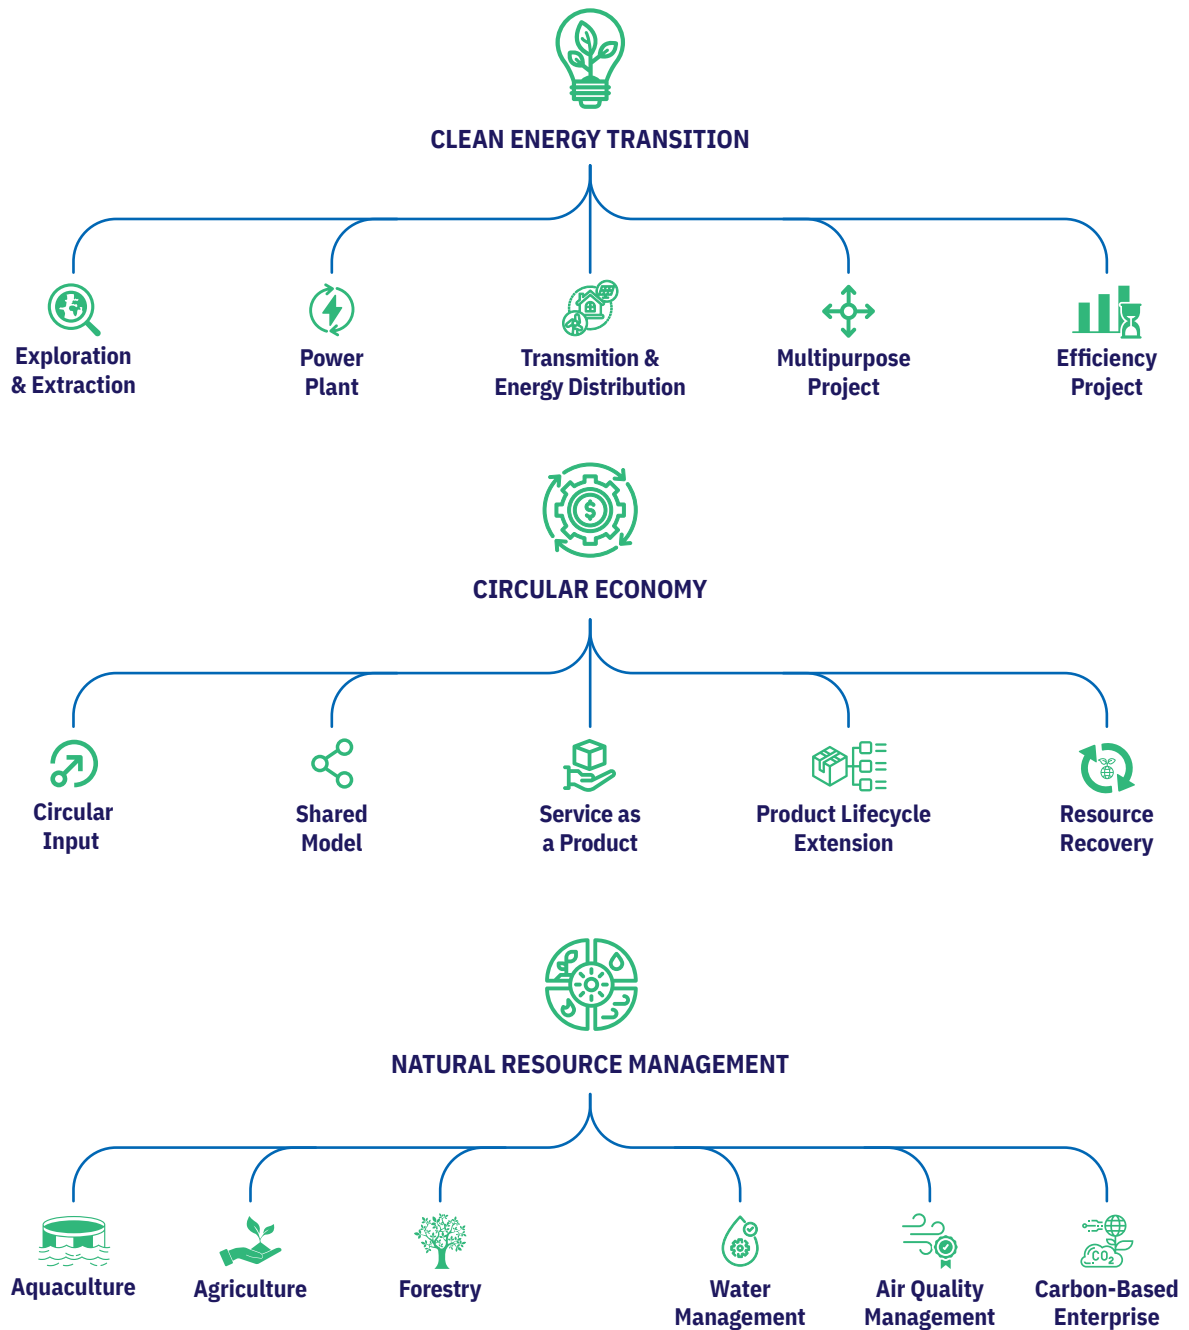 CLEAN ENERGY TRANSITION
Exploration
& Extraction
Power
Plant
Transmition &
Energy Distribution
Multipurpose
Project
Efficiency
Project
$
CIRCULAR ECONOMY
Circular
Input
Shared
Model
Service as
a Product
Product Lifecycle
Extension
Resource
Recovery
NATURAL RESOURCE MANAGEMENT
Aquaculture
Agriculture
Forestry
Water
Management
Air Quality
Management
CO2
Carbon-Based
Enterprise